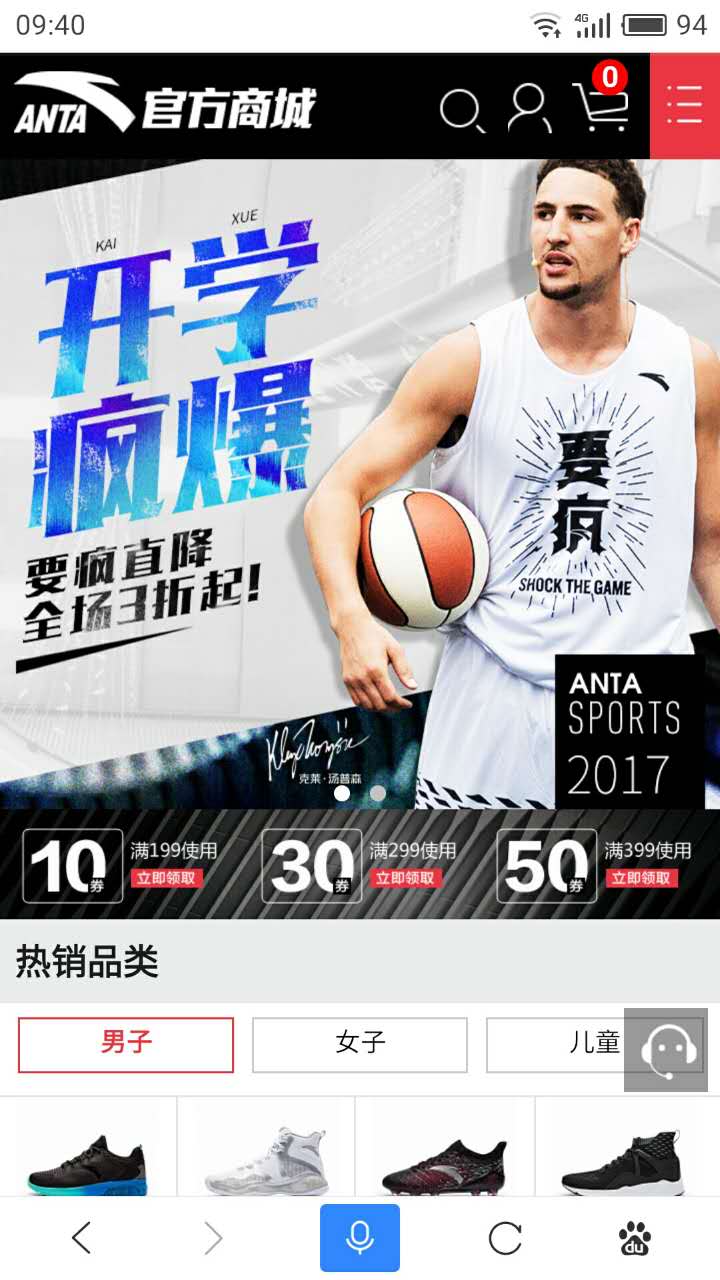 09:40
4G
94
ANTA 官方商城
0
KAI XUE
开学
疯爆
要疯直降
全场3折起!
要疯
SHOCK THE GAME
Klay Thompson
克莱·汤普森
ANTA
SPORTS
2017
10券 满199使用 立即领取
30券 满299使用 立即领取
50券 满399使用 立即领取
热销品类
男子
女子
儿童
du